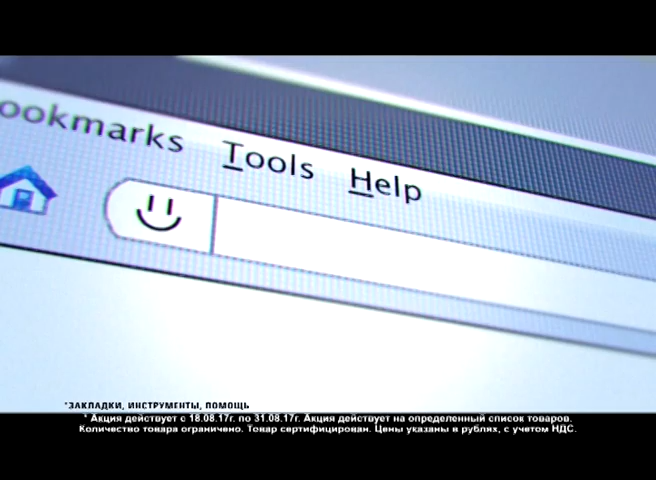 ookmarks Tools Help
*ЗАКЛАДКИ, ИНСТРУМЕНТЫ, ПОМОЩЬ
* Акция действует с 18.08.17г. по 31.08.17г. Акция действует на определенный список товаров.
Количество товара ограничено. Товар сертифицирован. Цены указаны в рублях, с учетом НДС.